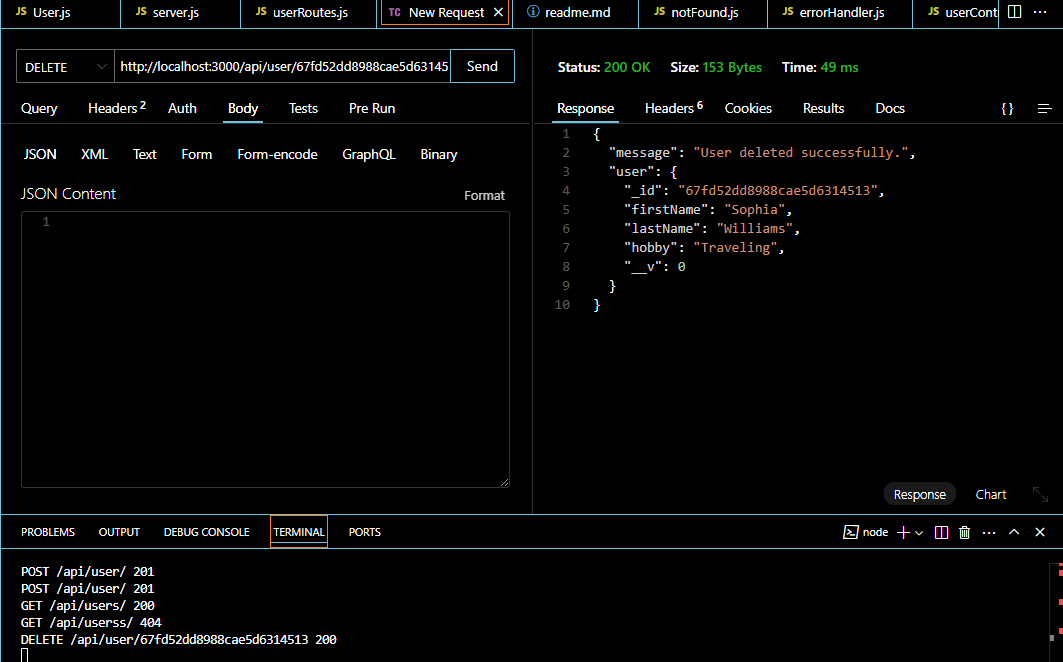 JS User.js JS server.js JS userRoutes.js TC New Request readme.md JS notFound.js JS errorHandler.js JS userCont
DELETE http://localhost:3000/api/user/67fd52dd8988cae5d63145 Send
Status: 200 OK Size: 153 Bytes Time: 49 ms
Query Headers 2 Auth Body Tests Pre Run
Response Headers 6 Cookies Results Docs {}
JSON XML Text Form Form-encode GraphQL Binary
JSON Content Format
1
1 {
2 "message": "User deleted successfully.",
3 "user": {
4 "_id": "67fd52dd8988cae5d6314513",
5 "firstName": "Sophia",
6 "lastName": "Williams",
7 "hobby": "Traveling",
8 "__v": 0
9 }
10 }
Response Chart
PROBLEMS OUTPUT DEBUG CONSOLE TERMINAL PORTS node
POST /api/user/ 201
POST /api/user/ 201
GET /api/users/ 200
GET /api/userss/ 404
DELETE /api/user/67fd52dd8988cae5d6314513 200